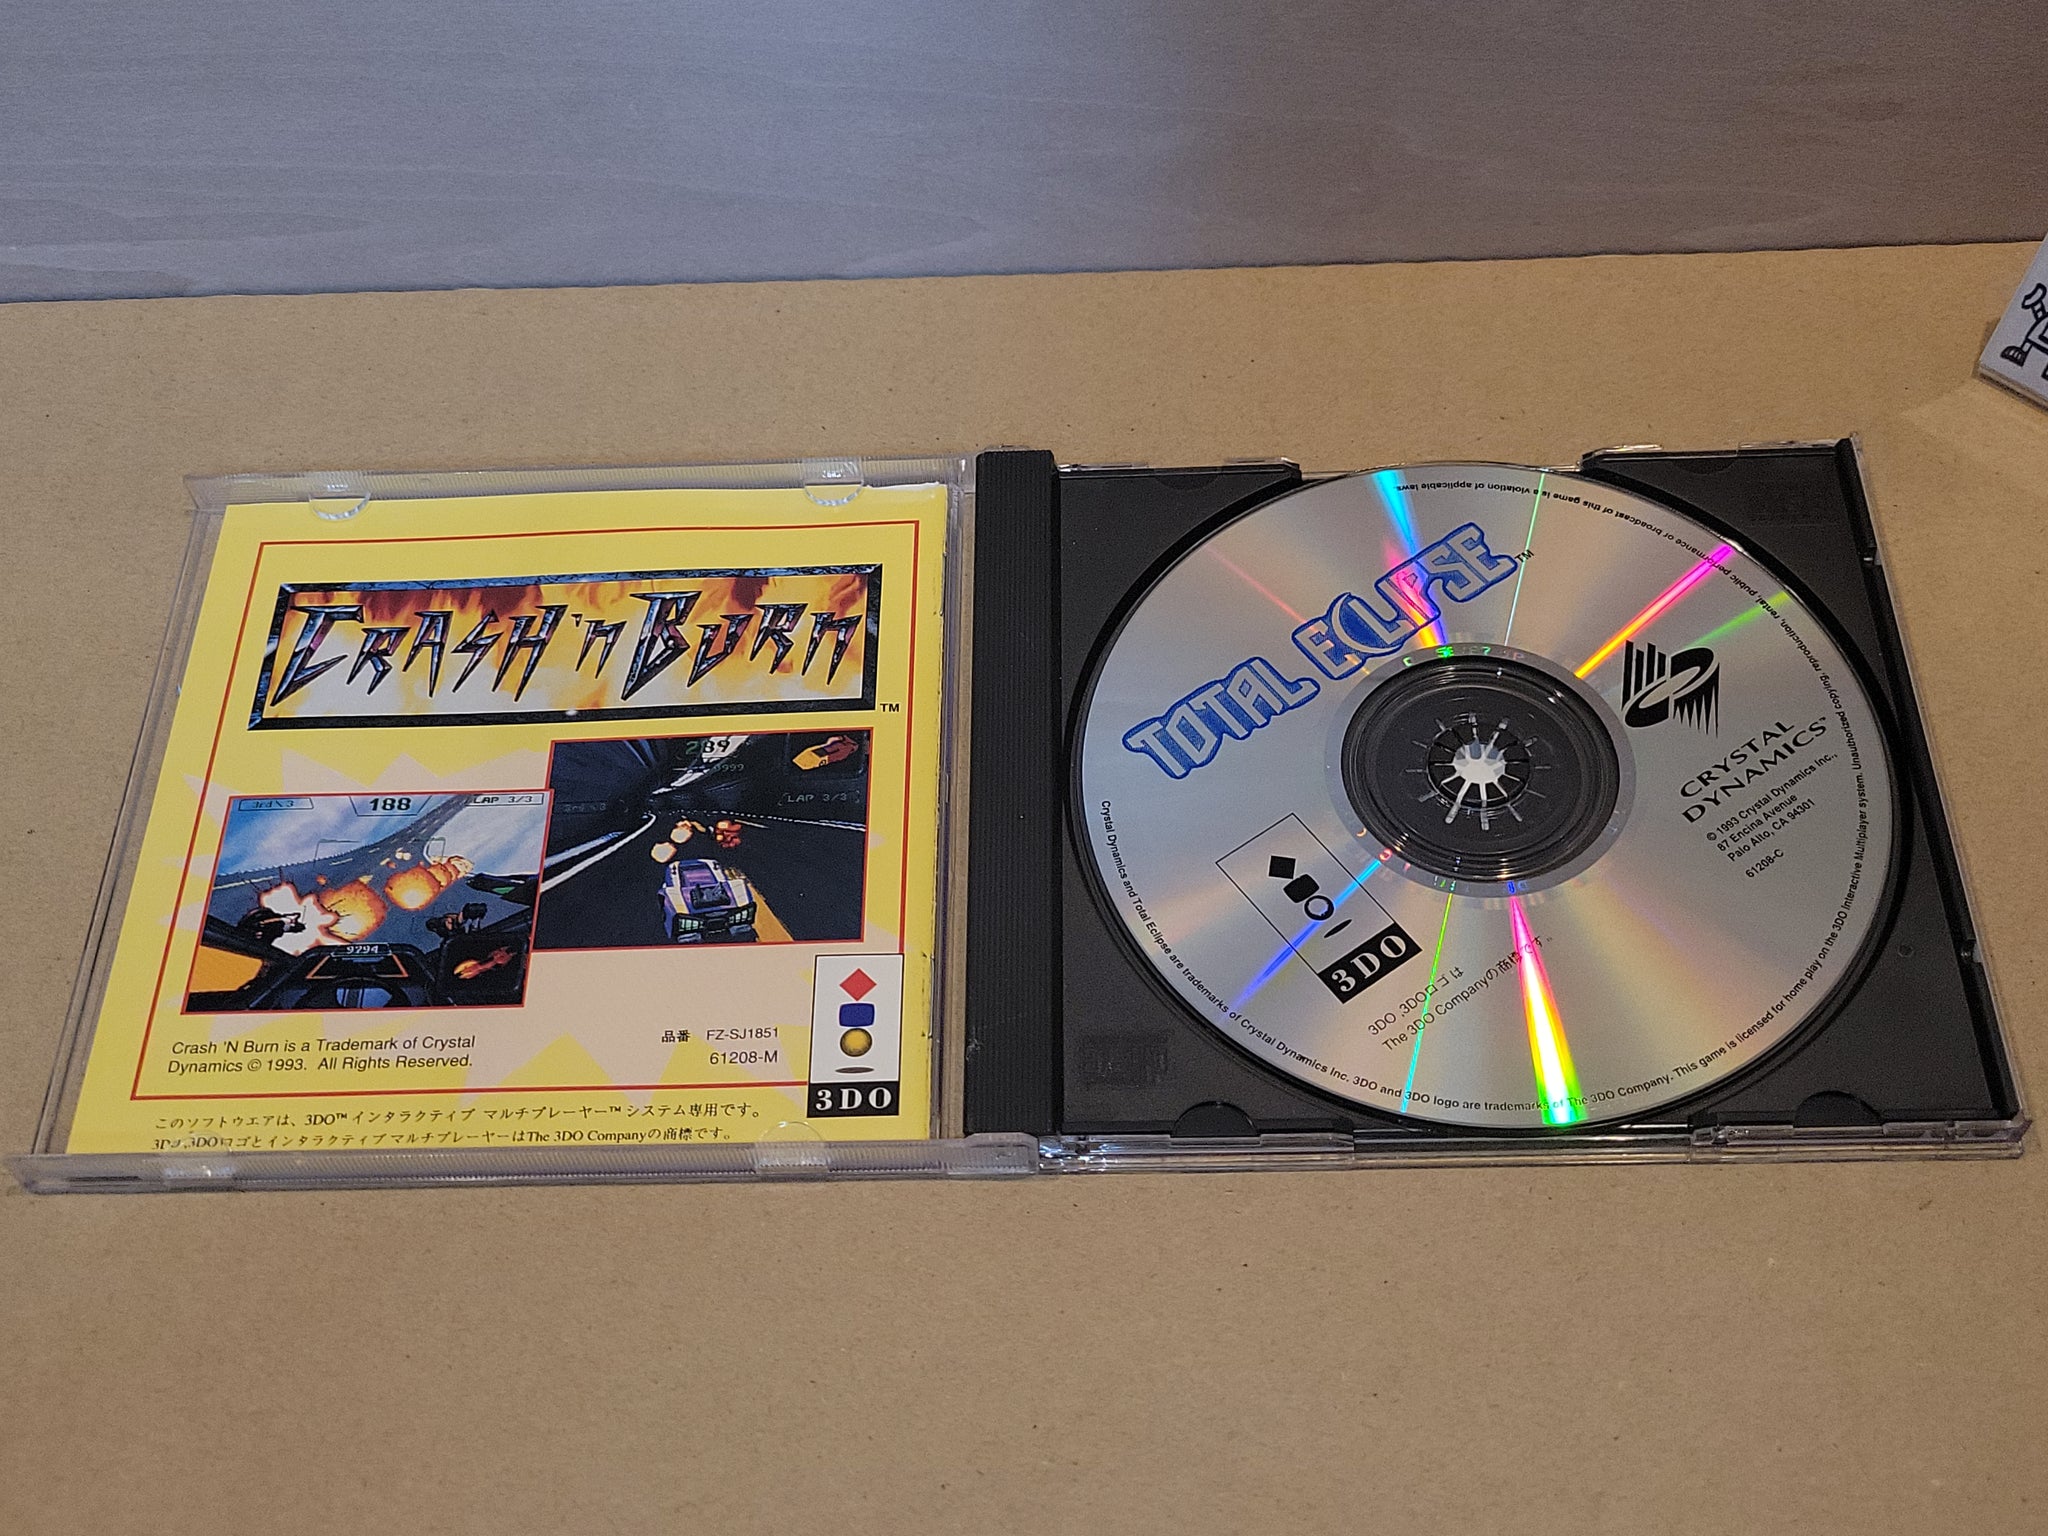 CRASH 'n BURN
TM
3rd 3
188
LAP 3/3
9294
289
9999
LAP 3/3
Crash 'N Burn is a Trademark of Crystal
Dynamics © 1993. All Rights Reserved.
品番 FZ-SJ1851
61208-M
3DO
このソフトウエアは、3DO™ インタラクティブ マルチプレーヤー™ システム専用です。
3DO ,3DOロゴとインタラクティブ マルチプレーヤーはThe 3DO Companyの商標です。
TOTAL ECLIPSE™
CRYSTAL
DYNAMICS™
© 1993 Crystal Dynamics Inc.,
87 Encina Avenue
Palo Alto, CA 94301
61208-C
3DO
3DO ,3DOロゴは
The 3DO Companyの商標です。
Crystal Dynamics and Total Eclipse are trademarks of Crystal Dynamics Inc. 3DO and 3DO logo are trademarks of The 3DO Company. This game is licensed for home play on the 3DO Interactive Multiplayer system. Unauthorized copying, reproduction, rental, public performance or broadcast of this game is a violation of applicable laws.